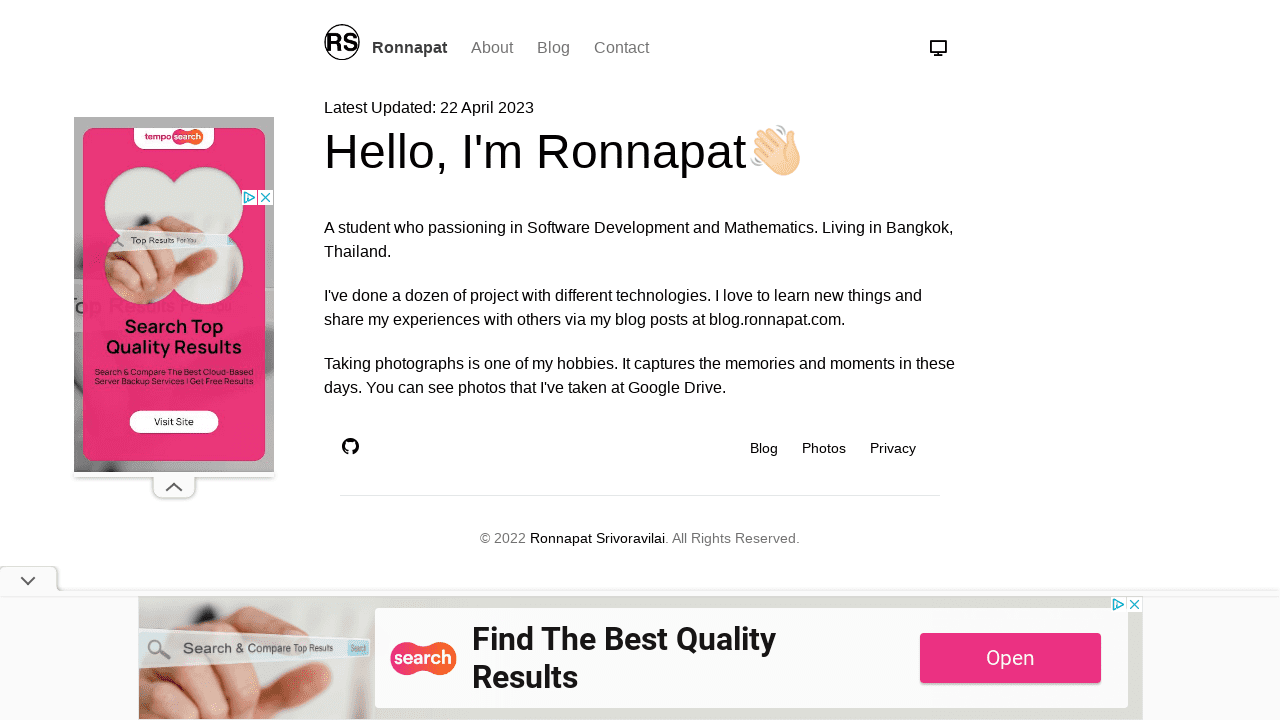 RS Ronnapat About Blog Contact
Latest Updated: 22 April 2023
Hello, I'm Ronnapat👋🏻
A student who passioning in Software Development and Mathematics. Living in Bangkok,
Thailand.
I've done a dozen of project with different technologies. I love to learn new things and
share my experiences with others via my blog posts at blog.ronnapat.com.
Taking photographs is one of my hobbies. It captures the memories and moments in these
days. You can see photos that I've taken at Google Drive.
Blog Photos Privacy
© 2022 Ronnapat Srivoravilai. All Rights Reserved.
temposearch
Top Results For You
Search Top
Quality Results
Search & Compare The Best Cloud-Based
Server Backup Services | Get Free Results
Visit Site
Search & Compare Top Results Search
search
Find The Best Quality
Results
Open